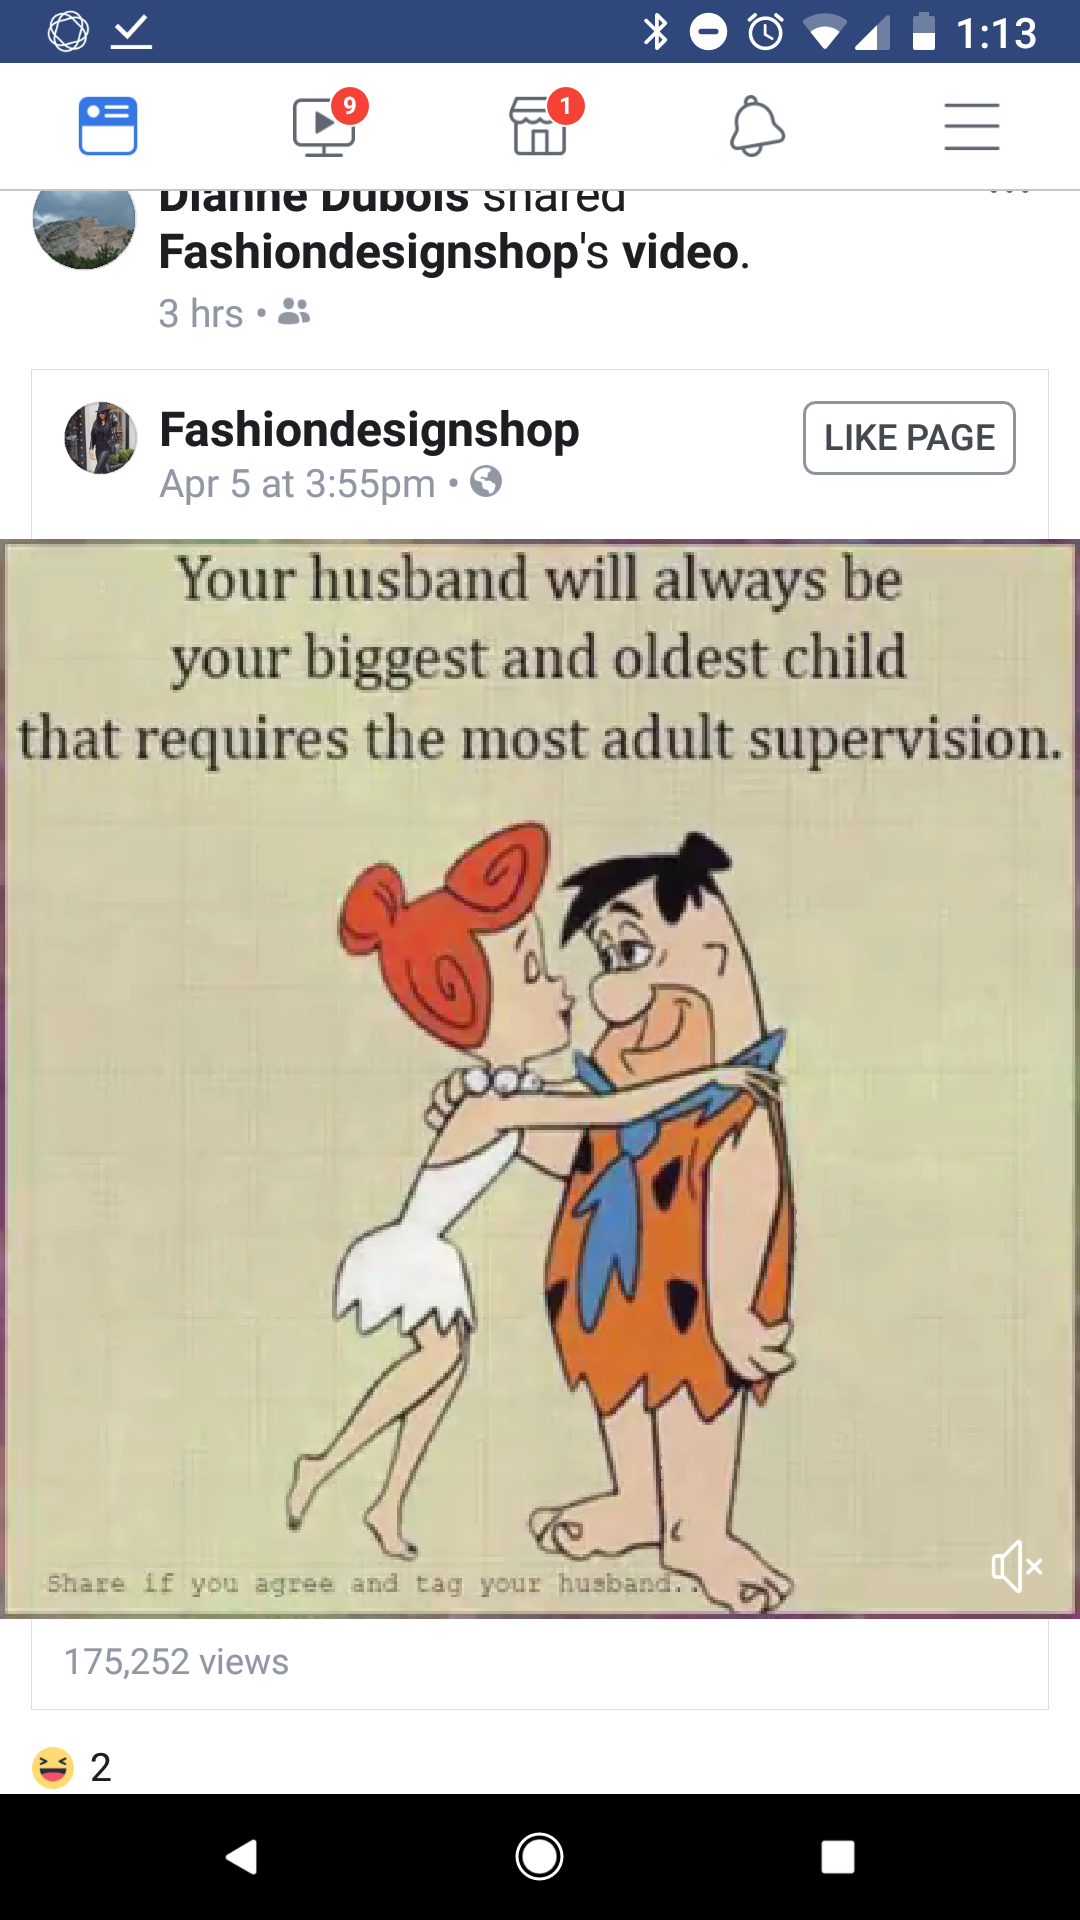 1:13
9
1
Dianne Dubois shared
Fashiondesignshop's video.
3 hrs •
Fashiondesignshop
LIKE PAGE
Apr 5 at 3:55pm •
Your husband will always be
your biggest and oldest child
that requires the most adult supervision.
Share if you agree and tag your husband..
175,252 views
2